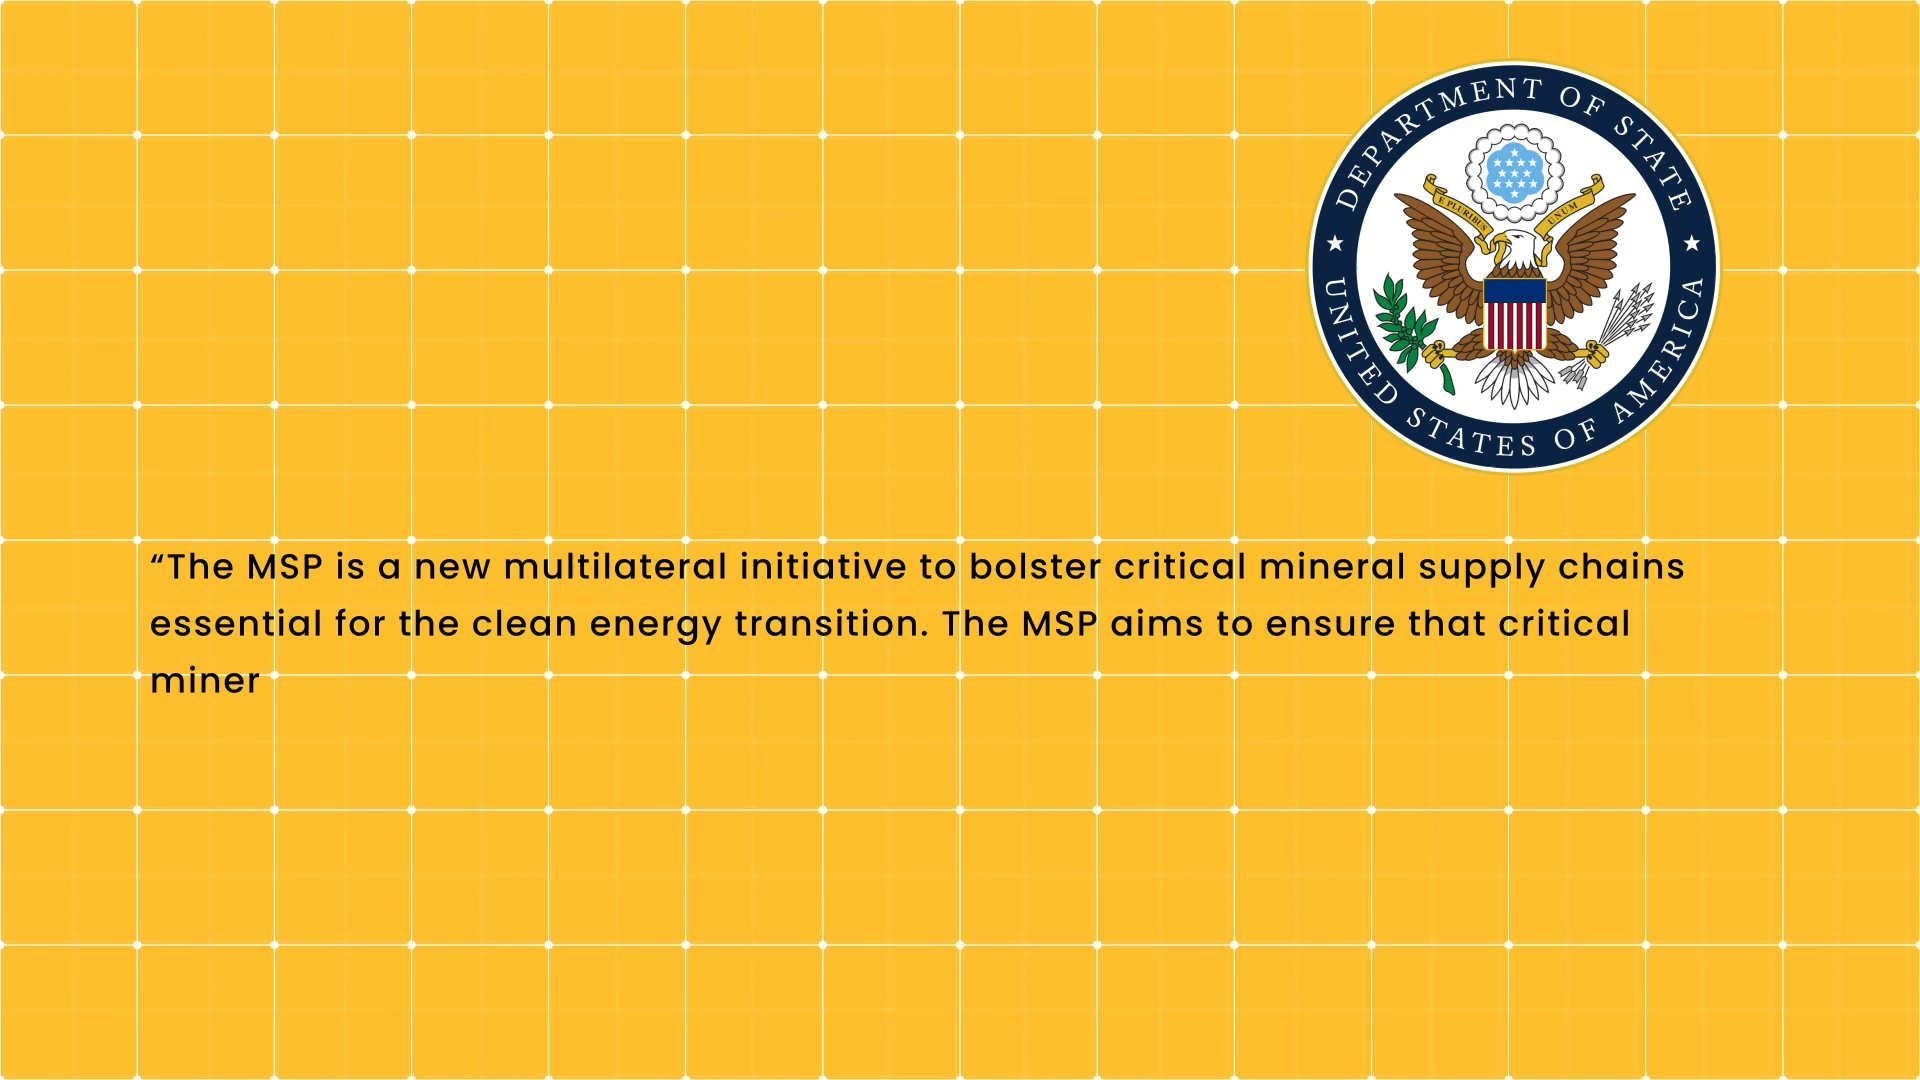 DEPARTMENT OF STATE
E PLURIBUS UNUM
UNITED STATES OF AMERICA
“The MSP is a new multilateral initiative to bolster critical mineral supply chains
essential for the clean energy transition. The MSP aims to ensure that critical
miner